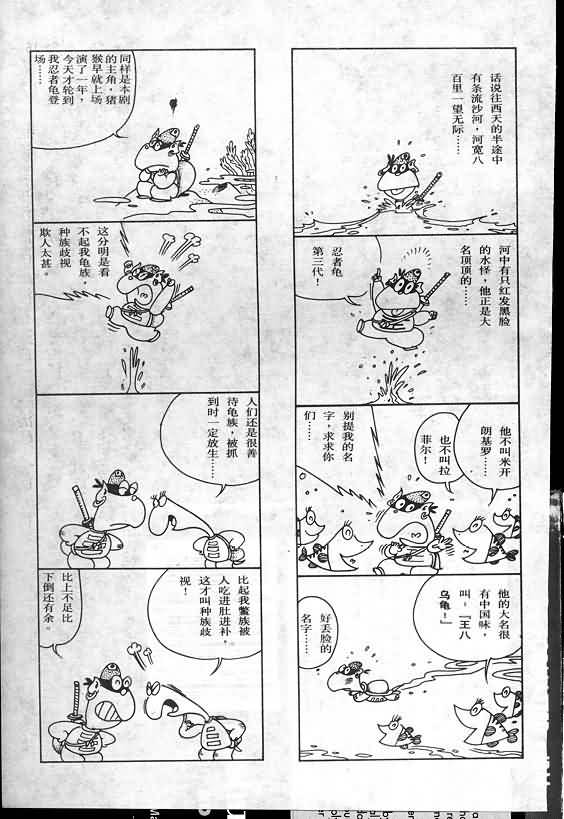 话说往西天的半途中
有条流沙河，河宽八
百里一望无际……
河中有只红发黑脸
的水怪，他正是大
名顶顶的……
忍者龟
第三代！
他不叫米开
朗基罗……
也不叫拉
菲尔！
别提我的名
字，求求你
们……
他的大名很
有中国味，
叫－「王八
乌龟！」
好丢脸的
名字……
同样是本剧
的主角，猪
猴早就上场
演了一年，
今天才轮到
我忍者龟登
场……
这分明是看
不起我龟族，
种族歧视
欺人太甚。
人们还是很善
待龟族，被抓
到时一定放生……
比起我鳖族被
人吃进肚进补，
这才叫种族歧
视！
比上不足比
下倒还有余。